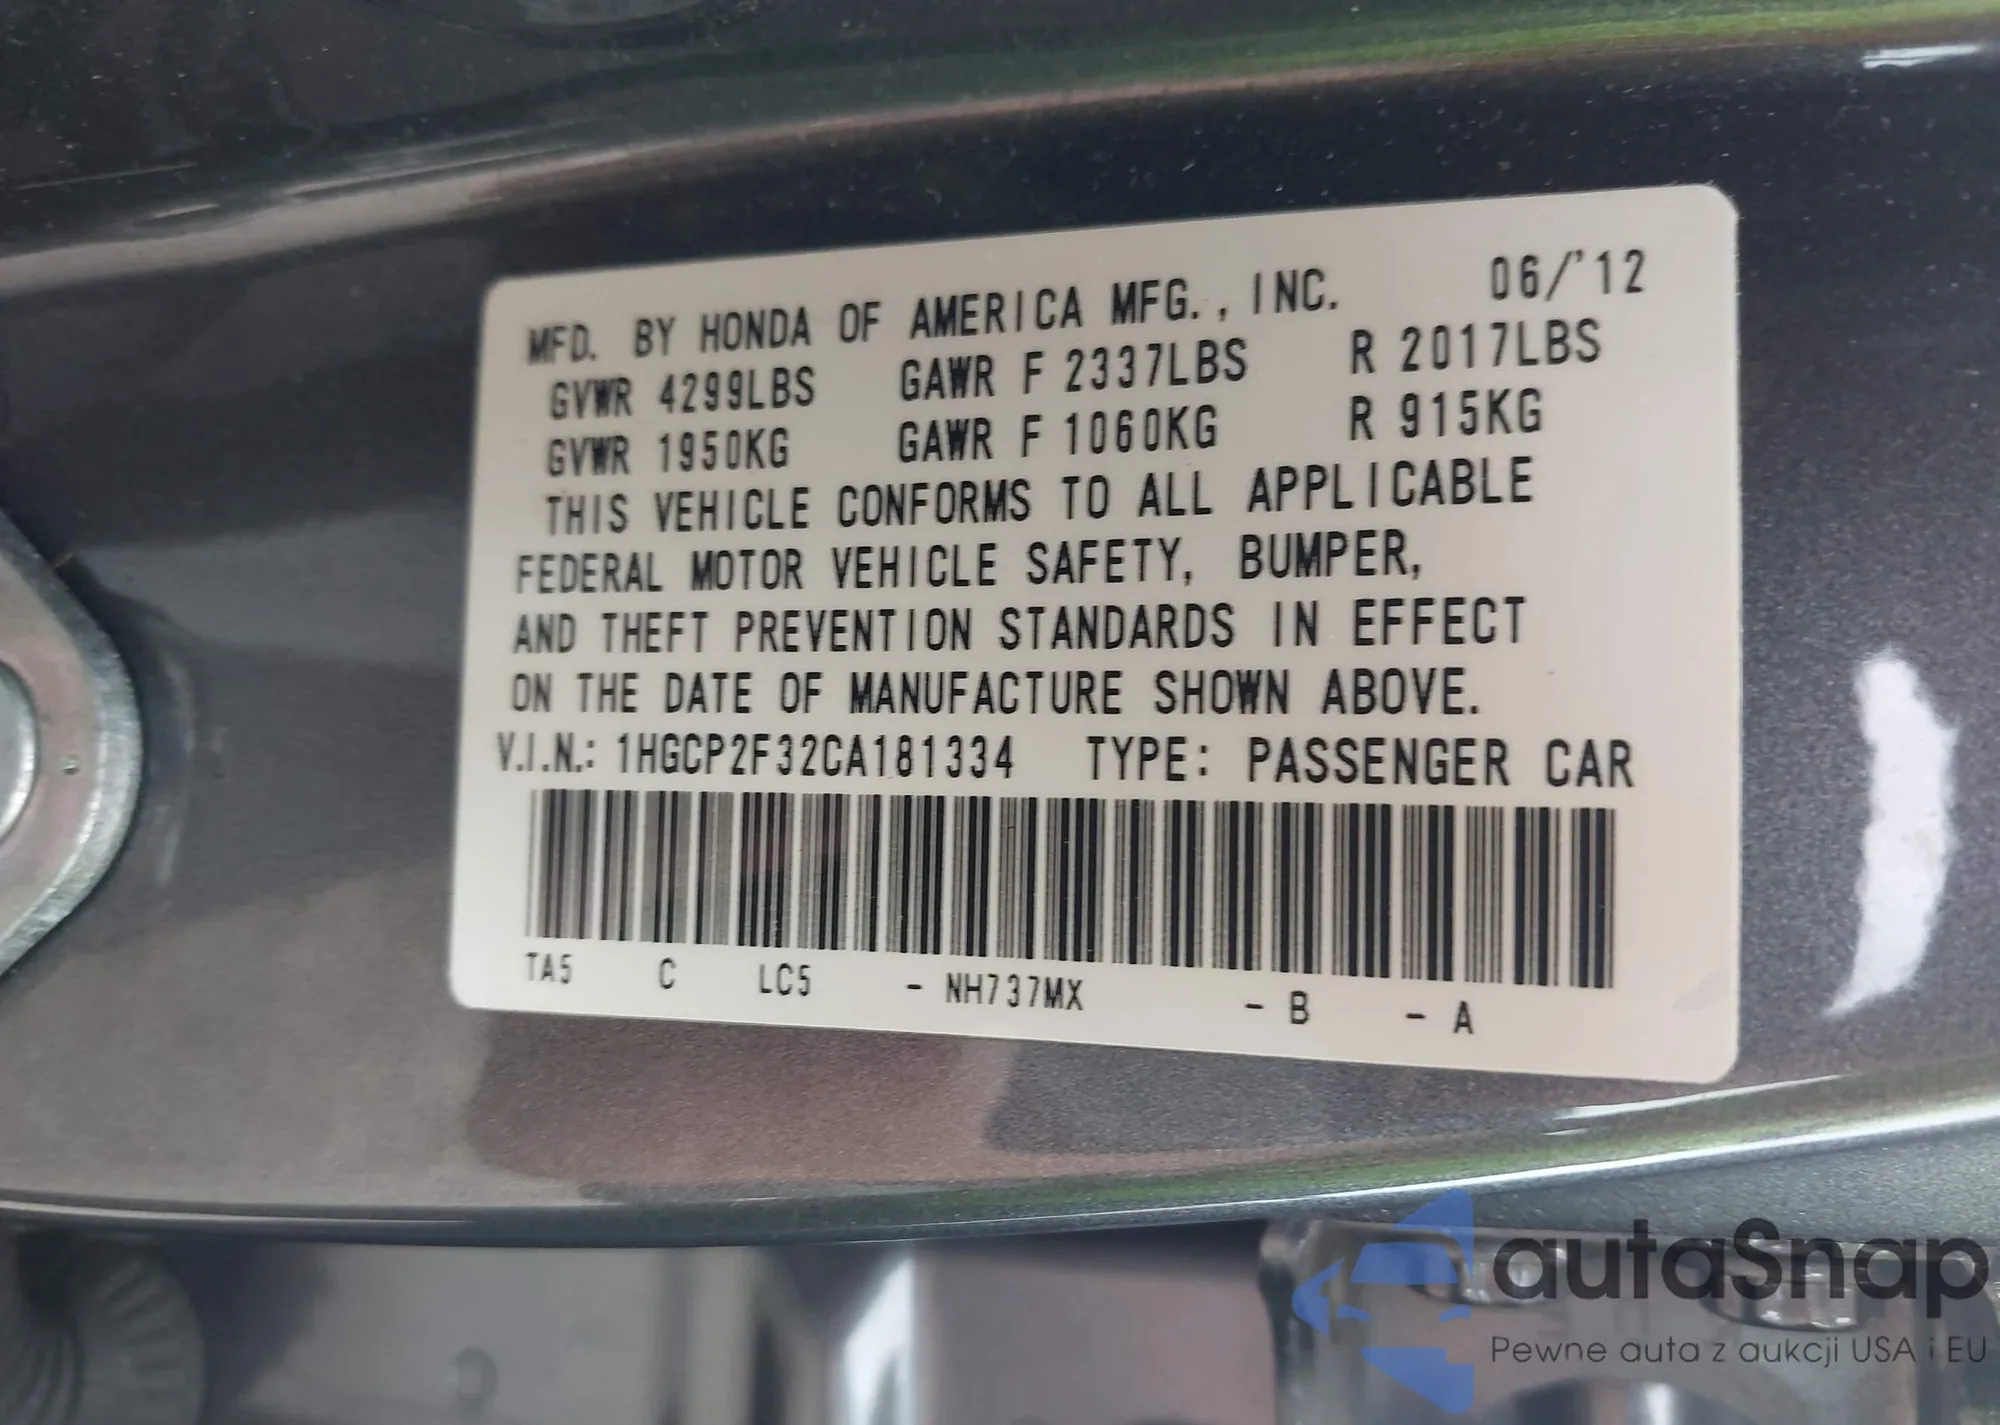 MFD. BY HONDA OF AMERICA MFG., INC. 06/'12
GVWR 4299LBS GAWR F 2337LBS R 2017LBS
GVWR 1950KG GAWR F 1060KG R 915KG
THIS VEHICLE CONFORMS TO ALL APPLICABLE
FEDERAL MOTOR VEHICLE SAFETY, BUMPER,
AND THEFT PREVENTION STANDARDS IN EFFECT
ON THE DATE OF MANUFACTURE SHOWN ABOVE.
V.I.N.: 1HGCP2F32CA181334 TYPE: PASSENGER CAR
TA5 C LC5 - NH737MX - B - A
autaSnap
Pewne auta z aukcji USA i EU